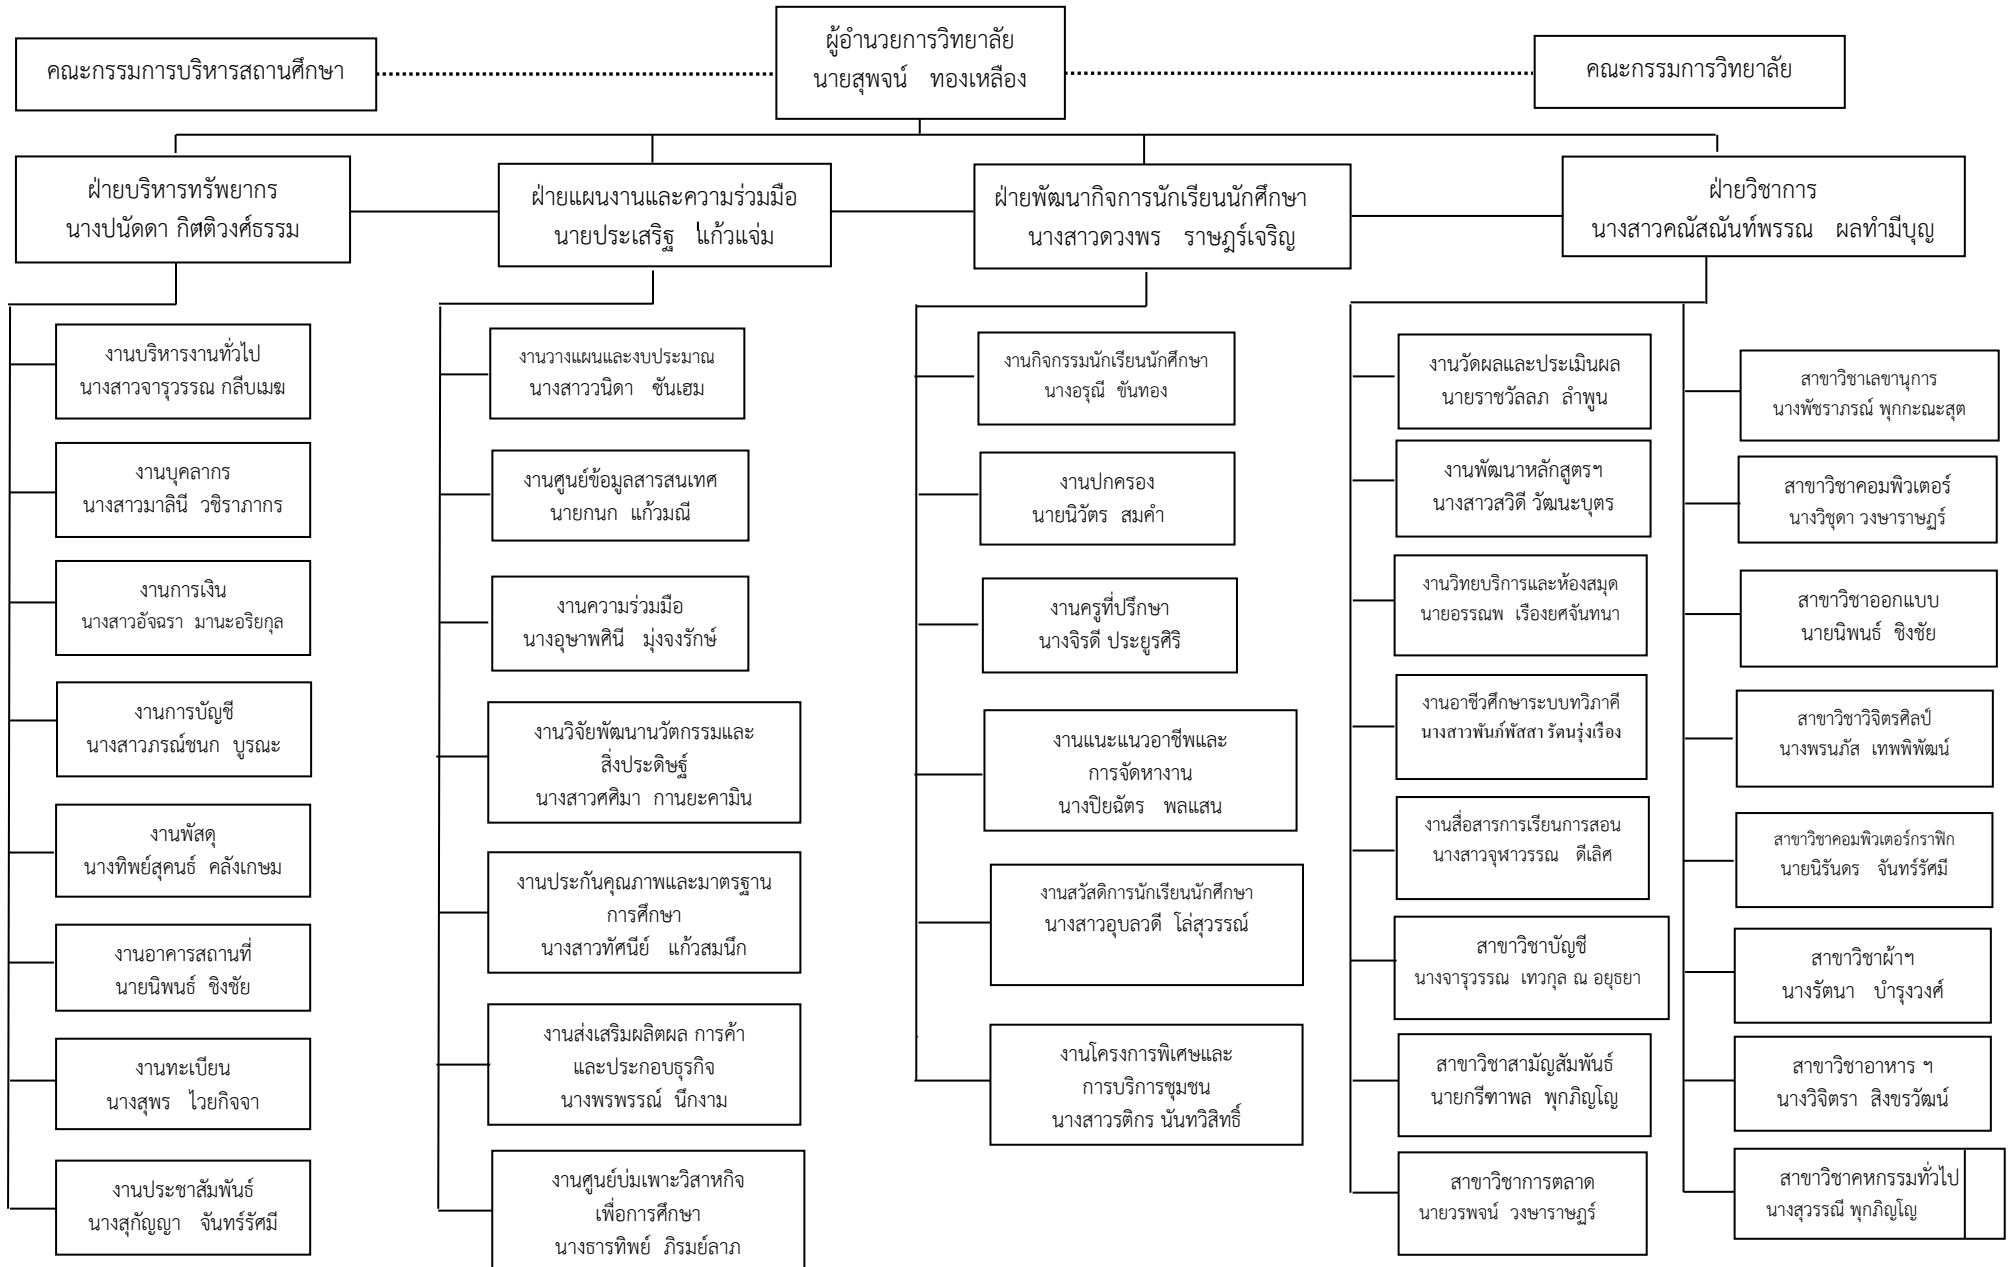 ผู้อำนวยการวิทยาลัย
นายสุพจน์ ทองเหลือง
คณะกรรมการบริหารสถานศึกษา
คณะกรรมการวิทยาลัย
ฝ่ายบริหารทรัพยากร
นางปนัดดา กิตติวงศ์ธรรม
ฝ่ายแผนงานและความร่วมมือ
นายประเสริฐ แก้วแจ่ม
ฝ่ายพัฒนากิจการนักเรียนนักศึกษา
นางสาวดวงพร ราษฎร์เจริญ
ฝ่ายวิชาการ
นางสาวคณัสณันท์พรรณ ผลทำมีบุญ
งานบริหารงานทั่วไป
นางสาวจารุวรรณ กลีบเมฆ
งานบุคลากร
นางสาวมาลินี วชิราภากร
งานการเงิน
นางสาวอัจฉรา มานะอริยกุล
งานการบัญชี
นางสาวภรณ์ชนก บูรณะ
งานพัสดุ
นางทิพย์สุคนธ์ คลังเกษม
งานอาคารสถานที่
นายนิพนธ์ ชิงชัย
งานทะเบียน
นางสุพร ไวยกิจจา
งานประชาสัมพันธ์
นางสุกัญญา จันทร์รัศมี
งานวางแผนและงบประมาณ
นางสาววนิดา ซันเฮม
งานศูนย์ข้อมูลสารสนเทศ
นายกนก แก้วมณี
งานความร่วมมือ
นางอุษาพศินี มุ่งจงรักษ์
งานวิจัยพัฒนานวัตกรรมและ
สิ่งประดิษฐ์
นางสาวศศิมา กานยะคามิน
งานประกันคุณภาพและมาตรฐาน
การศึกษา
นางสาวทัศนีย์ แก้วสมนึก
งานส่งเสริมผลิตผล การค้า
และประกอบธุรกิจ
นางพรพรรณ์ นึกงาม
งานศูนย์บ่มเพาะวิสาหกิจ
เพื่อการศึกษา
นางธารทิพย์ ภิรมย์ลาภ
งานกิจกรรมนักเรียนนักศึกษา
นางอรุณี ขันทอง
งานปกครอง
นายนิวัตร สมคำ
งานครูที่ปรึกษา
นางจิรดี ประยูรศิริ
งานแนะแนวอาชีพและ
การจัดหางาน
นางปิยฉัตร พลแสน
งานสวัสดิการนักเรียนนักศึกษา
นางสาวอุบลวดี โล่สุวรรณ์
งานโครงการพิเศษและ
การบริการชุมชน
นางสาวรติกร นันทวิสิทธิ์
งานวัดผลและประเมินผล
นายราชวัลลภ ลำพูน
งานพัฒนาหลักสูตรฯ
นางสาวสวิดี วัฒนะบุตร
งานวิทยบริการและห้องสมุด
นายอรรณพ เรืองยศจันทนา
งานอาชีวศึกษาระบบทวิภาคี
นางสาวพันภ์พัสสา รัตนรุ่งเรือง
งานสื่อสารการเรียนการสอน
นางสาวจุฬาวรรณ ดีเลิศ
สาขาวิชาบัญชี
นางจารุวรรณ เทวกุล ณ อยุธยา
สาขาวิชาสามัญสัมพันธ์
นายกรีฑาพล พุกภิญโญ
สาขาวิชาการตลาด
นายวรพจน์ วงษาราษฎร์
สาขาวิชาเลขานุการ
นางพัชราภรณ์ พุกกะณะสุต
สาขาวิชาคอมพิวเตอร์
นางวิชุดา วงษาราษฎร์
สาขาวิชาออกแบบ
นายนิพนธ์ ชิงชัย
สาขาวิชาวิจิตรศิลป์
นางพรนภัส เทพพิพัฒน์
สาขาวิชาคอมพิวเตอร์กราฟิก
นายนิรันดร จันทร์รัศมี
สาขาวิชาผ้าฯ
นางรัตนา บำรุงวงศ์
สาขาวิชาอาหาร ฯ
นางวิจิตรา สิงขรวัฒน์
สาขาวิชาคหกรรมทั่วไป
นางสุวรรณี พุกภิญโญ